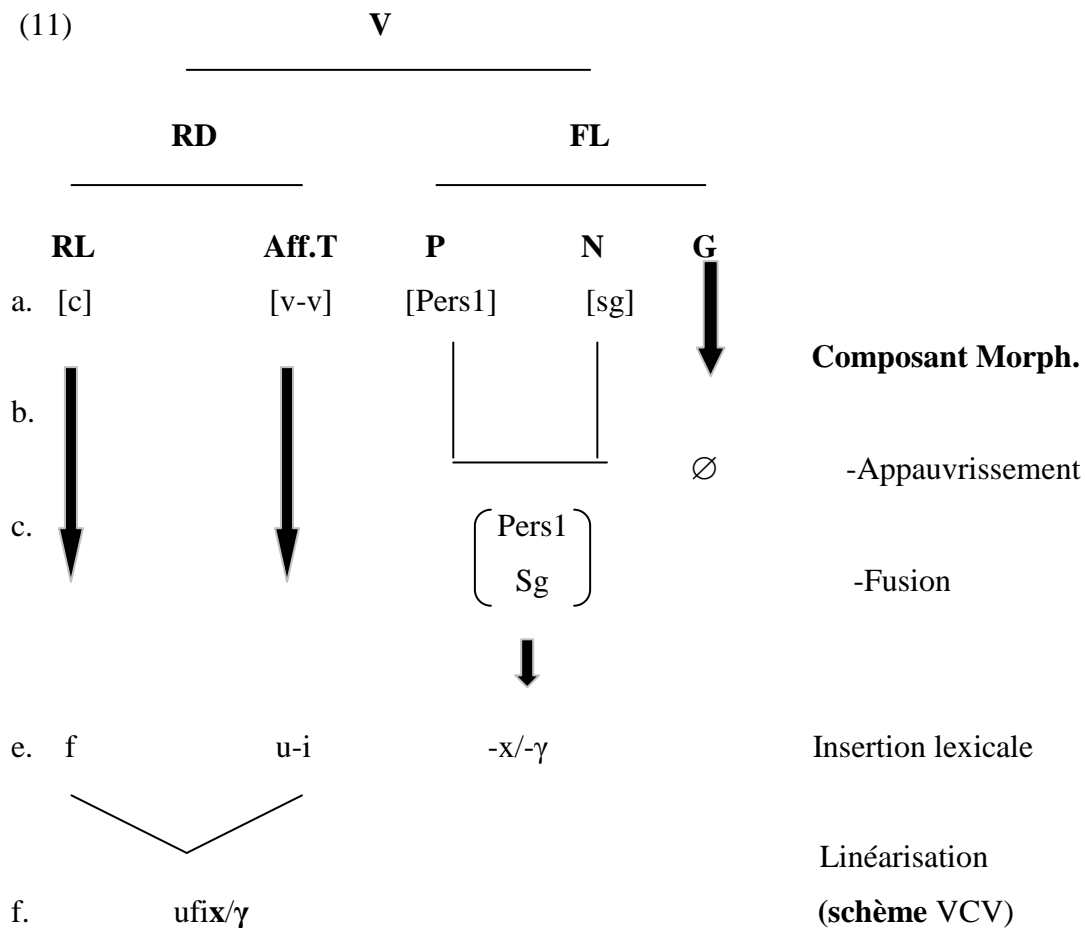 (11) V
RD FL
RL Aff.T P N G
a. [c] [v-v] [Pers1] [sg]
Composant Morph.
b.
∅ -Appauvrissement
c. Pers1
Sg -Fusion
e. f u-i -x/-γ Insertion lexicale
Linéarisation
f. ufix/γ (schème VCV)